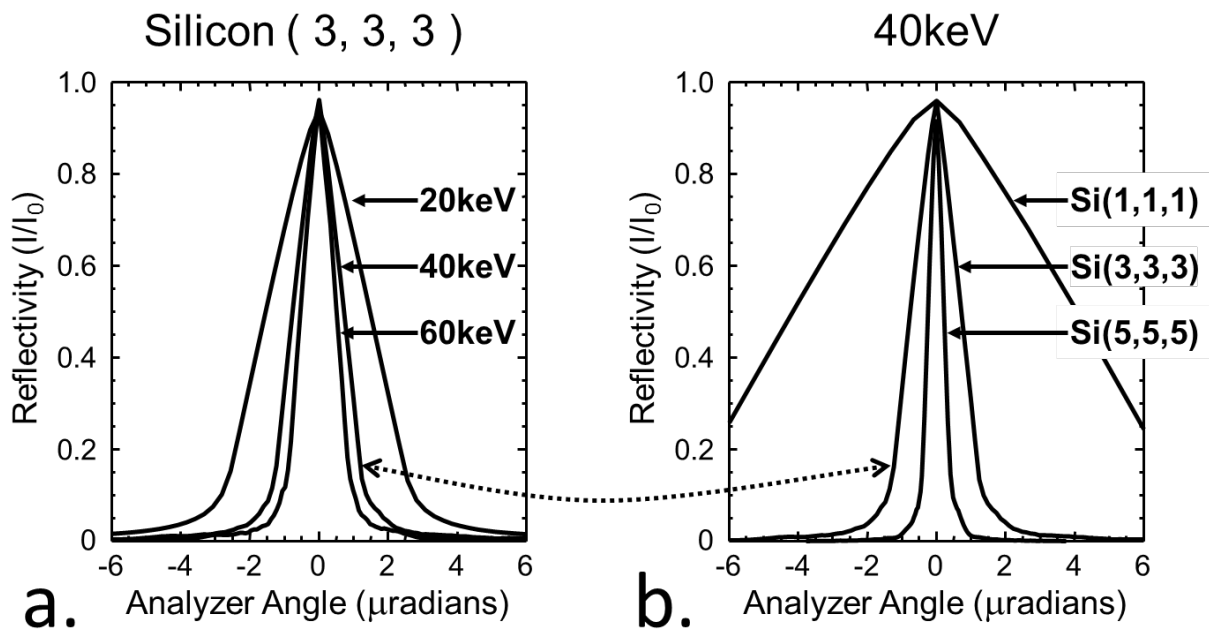 Silicon ( 3, 3, 3 )
1.0
0.8
0.6
0.4
0.2
0
Reflectivity (I/I₀)
20keV
40keV
60keV
-6 -4 -2 0 2 4 6
Analyzer Angle (μradians)
a.
40keV
1.0
0.8
0.6
0.4
0.2
0
Reflectivity (I/I₀)
Si(1,1,1)
Si(3,3,3)
Si(5,5,5)
-6 -4 -2 0 2 4 6
Analyzer Angle (μradians)
b.